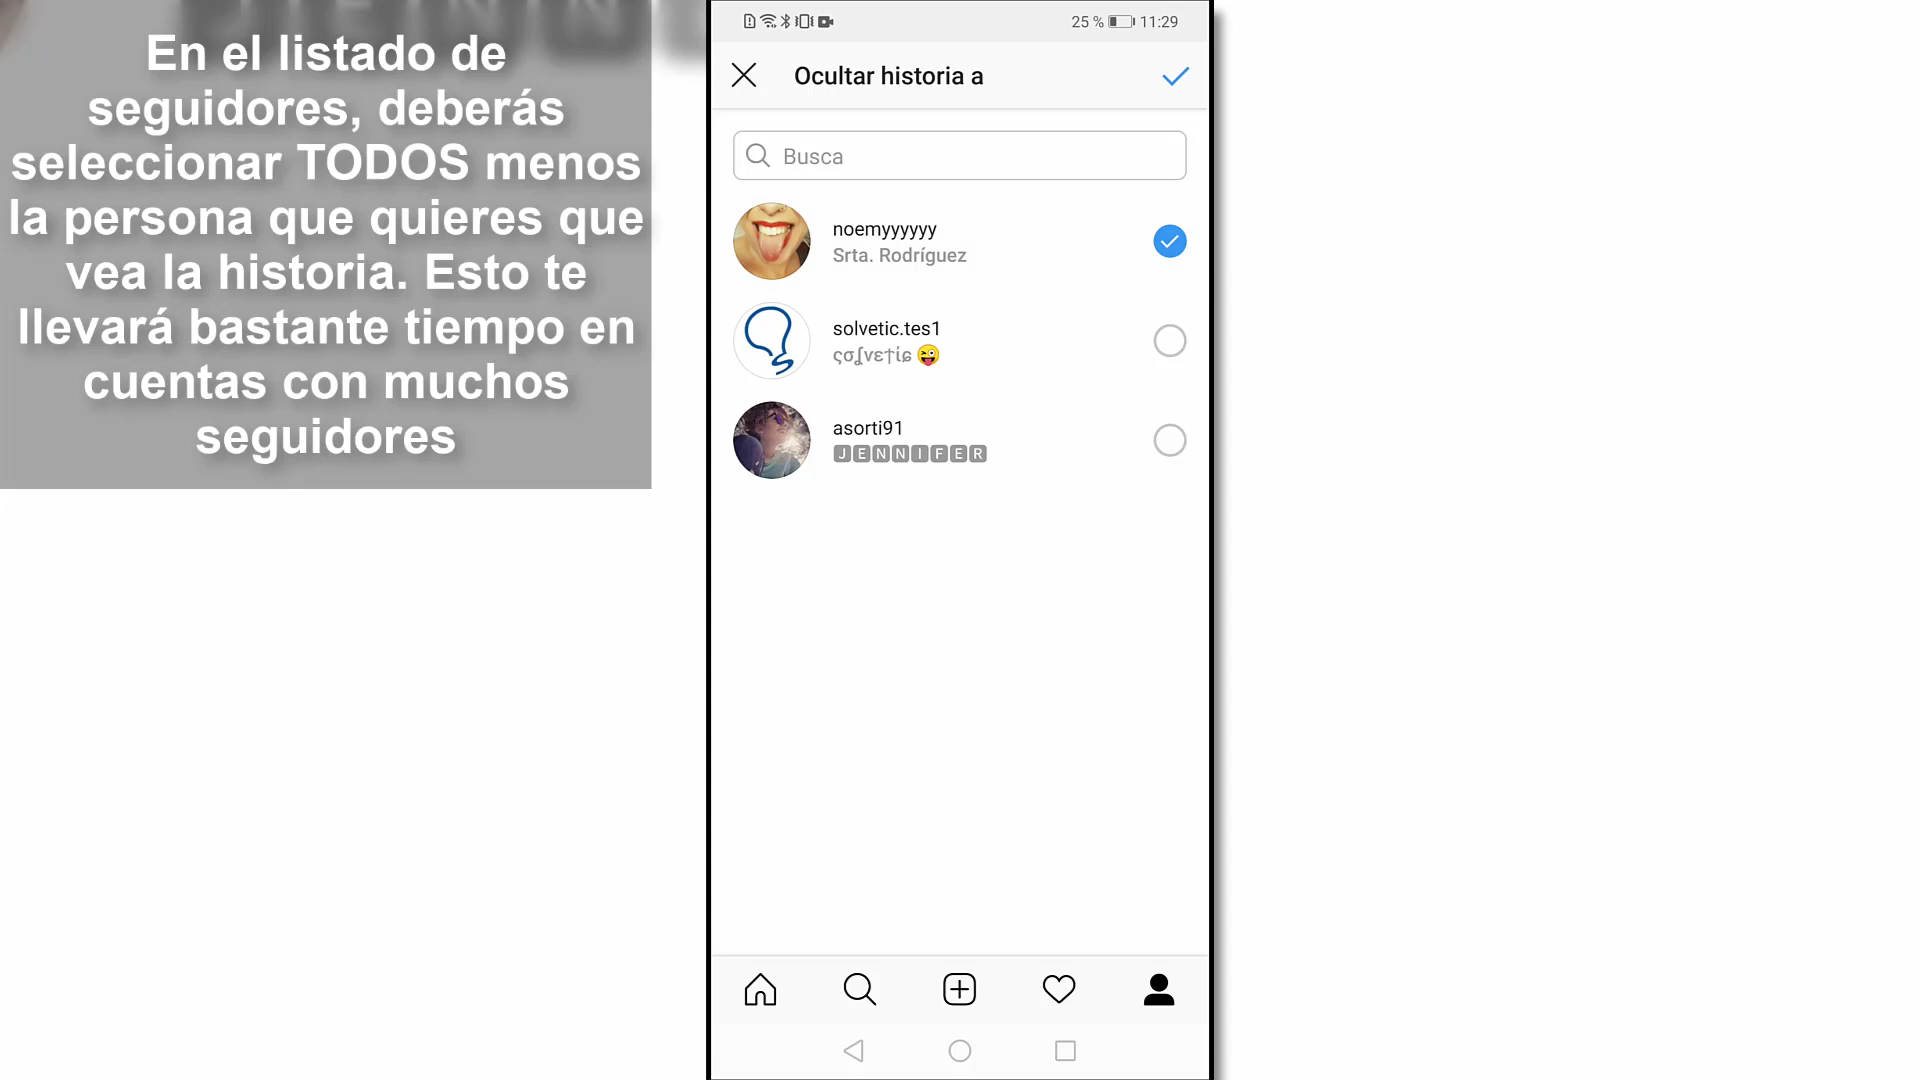 En el listado de
seguidores, deberás
seleccionar TODOS menos
la persona que quieres que
vea la historia. Esto te
llevará bastante tiempo en
cuentas con muchos
seguidores
25 % 11:29
Ocultar historia a
Busca
noemyyyyyy
Srta. Rodríguez
solvetic.tes1
asorti91
JENNIFER